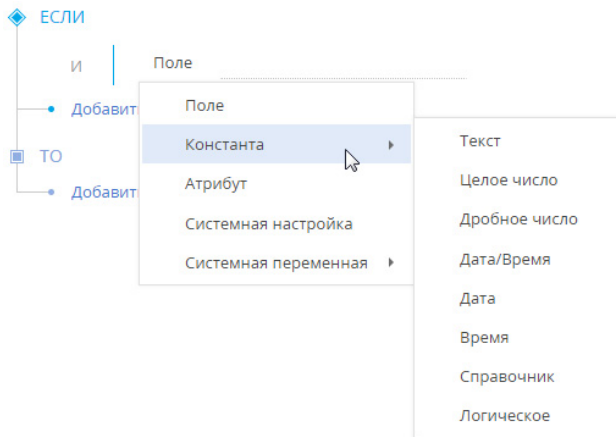 ЕСЛИ
И Поле
Добавит
Поле
Константа
Атрибут
Системная настройка
Системная переменная
ТО
Добавит
Текст
Целое число
Дробное число
Дата/Время
Дата
Время
Справочник
Логическое